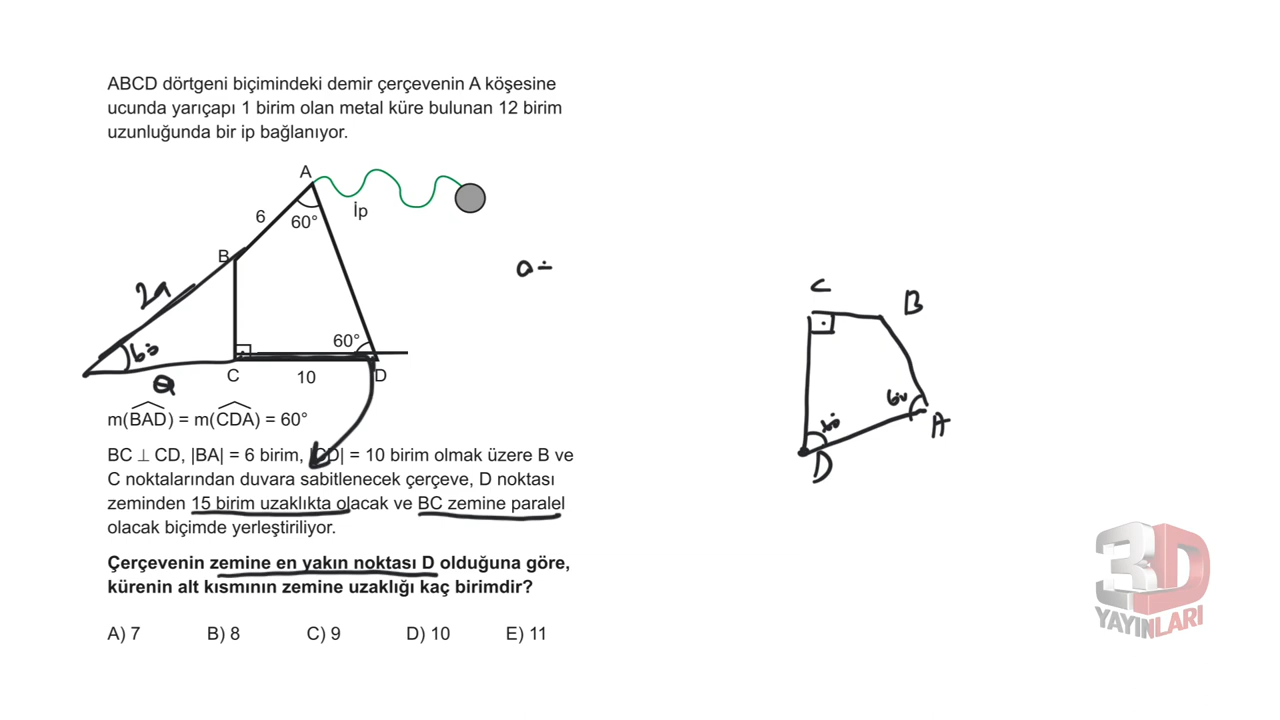 ABCD dörtgeni biçimindeki demir çerçevenin A köşesine
ucunda yarıçapı 1 birim olan metal küre bulunan 12 birim
uzunluğunda bir ip bağlanıyor.
A
İp
6
60°
B
2a
60°
60°
a
C
10
D
a =
C
B
60°
60°
A
D
m(BAD) = m(CDA) = 60°
BC ⊥ CD, |BA| = 6 birim, |CD| = 10 birim olmak üzere B ve
C noktalarından duvara sabitlenecek çerçeve, D noktası
zeminden 15 birim uzaklıkta olacak ve BC zemine paralel
olacak biçimde yerleştiriliyor.
Çerçevenin zemine en yakın noktası D olduğuna göre,
kürenin alt kısmının zemine uzaklığı kaç birimdir?
A) 7 B) 8 C) 9 D) 10 E) 11
3D
YAYINLARI